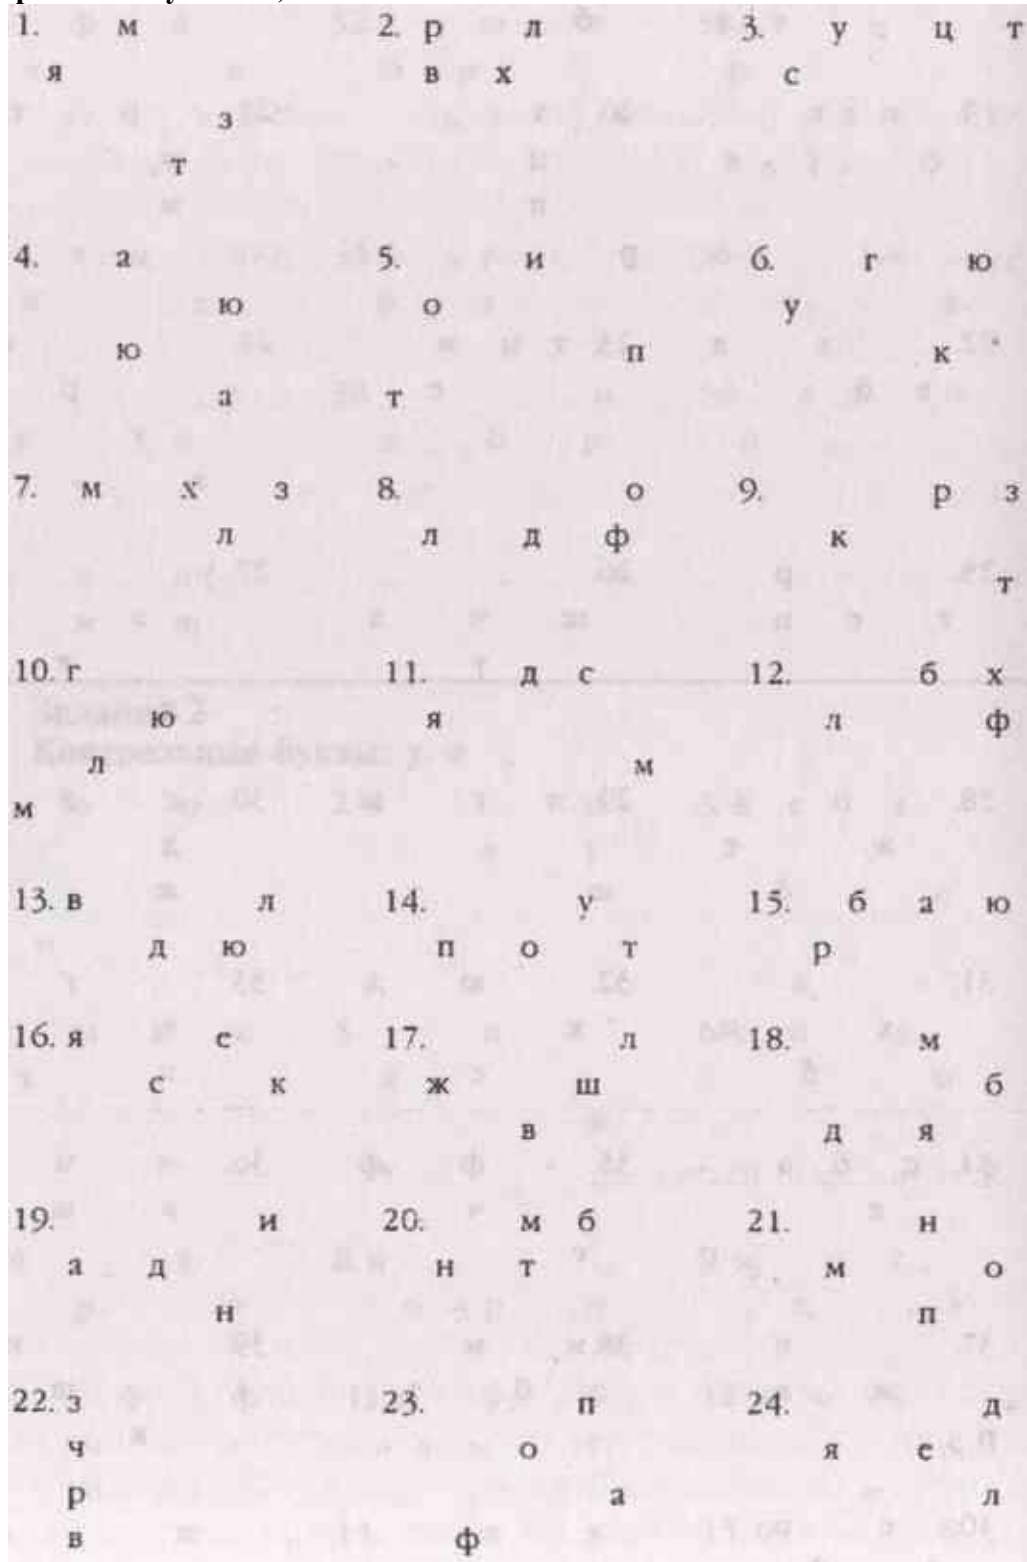 1. м 2. р л б 3. у ц т
я в х с
з
т
4. а 5. и 6. г ю
ю о у
ю п к
а т
7. м х з 8. о 9. р з
л л д ф к
т
10. г 11. д с 12. б х
ю я л ф
л м
м
13. в л 14. у 15. б а ю
д ю п о т р
16. я с 17. л 18. м
с к ж ш б
в д я
19. и 20. м б 21. н
а д н т м о
н п
22. з 23. п 24. д
ч о я е
р а л
в ф